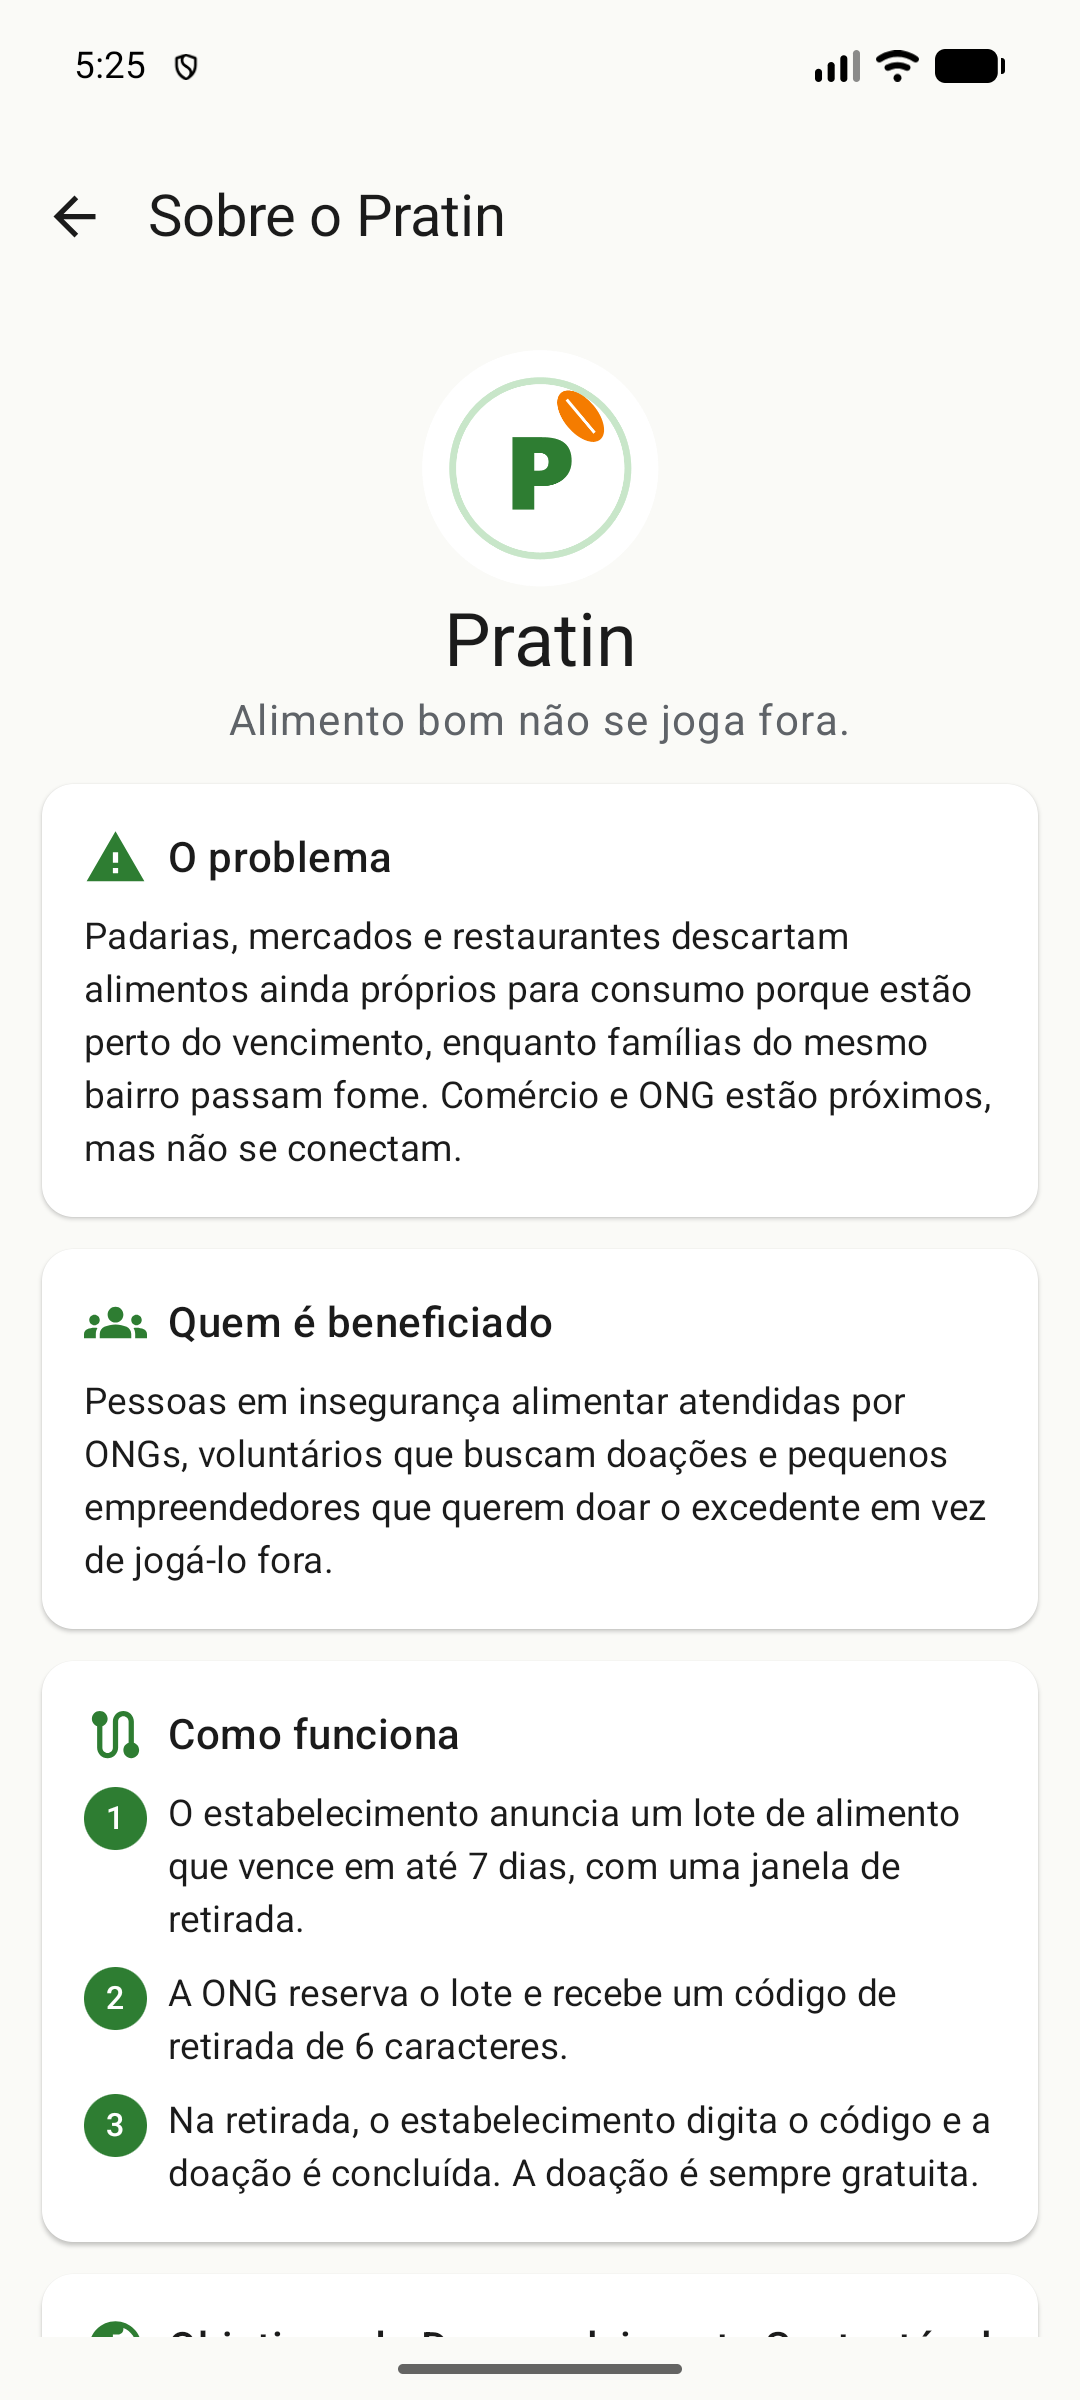 5:25
Sobre o Pratin
P
Pratin
Alimento bom não se joga fora.
O problema
Padarias, mercados e restaurantes descartam
alimentos ainda próprios para consumo porque estão
perto do vencimento, enquanto famílias do mesmo
bairro passam fome. Comércio e ONG estão próximos,
mas não se conectam.
Quem é beneficiado
Pessoas em insegurança alimentar atendidas por
ONGs, voluntários que buscam doações e pequenos
empreendedores que querem doar o excedente em vez
de jogá-lo fora.
Como funciona
1 O estabelecimento anuncia um lote de alimento
que vence em até 7 dias, com uma janela de
retirada.
2 A ONG reserva o lote e recebe um código de
retirada de 6 caracteres.
3 Na retirada, o estabelecimento digita o código e a
doação é concluída. A doação é sempre gratuita.